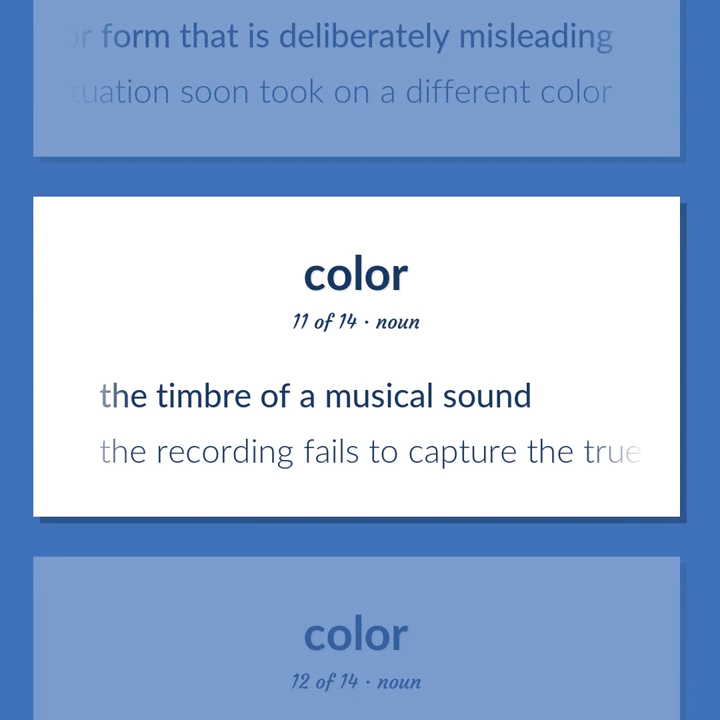 form that is deliberately misleading
soon took on a different color
color
11 of 14 · noun
the timbre of a musical sound
the recording fails to capture the true
color
12 of 14 · noun